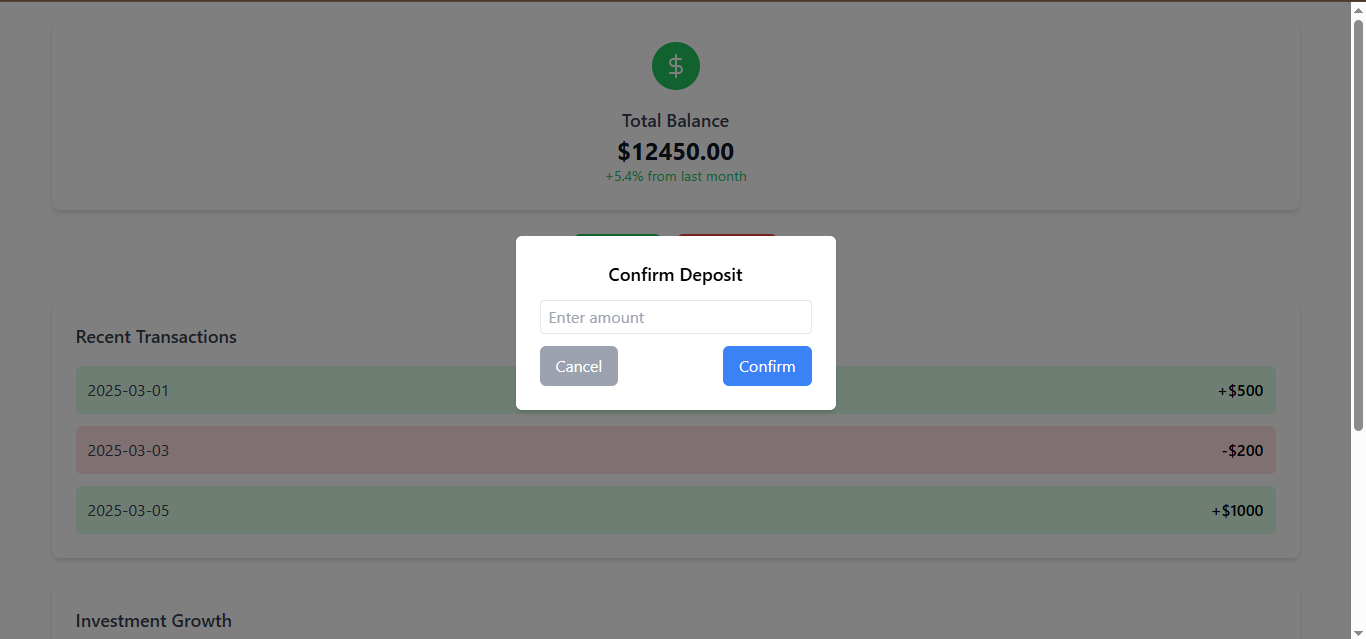 $
Total Balance
$12450.00
+5.4% from last month
Confirm Deposit
Enter amount
Cancel
Confirm
Recent Transactions
2025-03-01 +$500
2025-03-03 -$200
2025-03-05 +$1000
Investment Growth